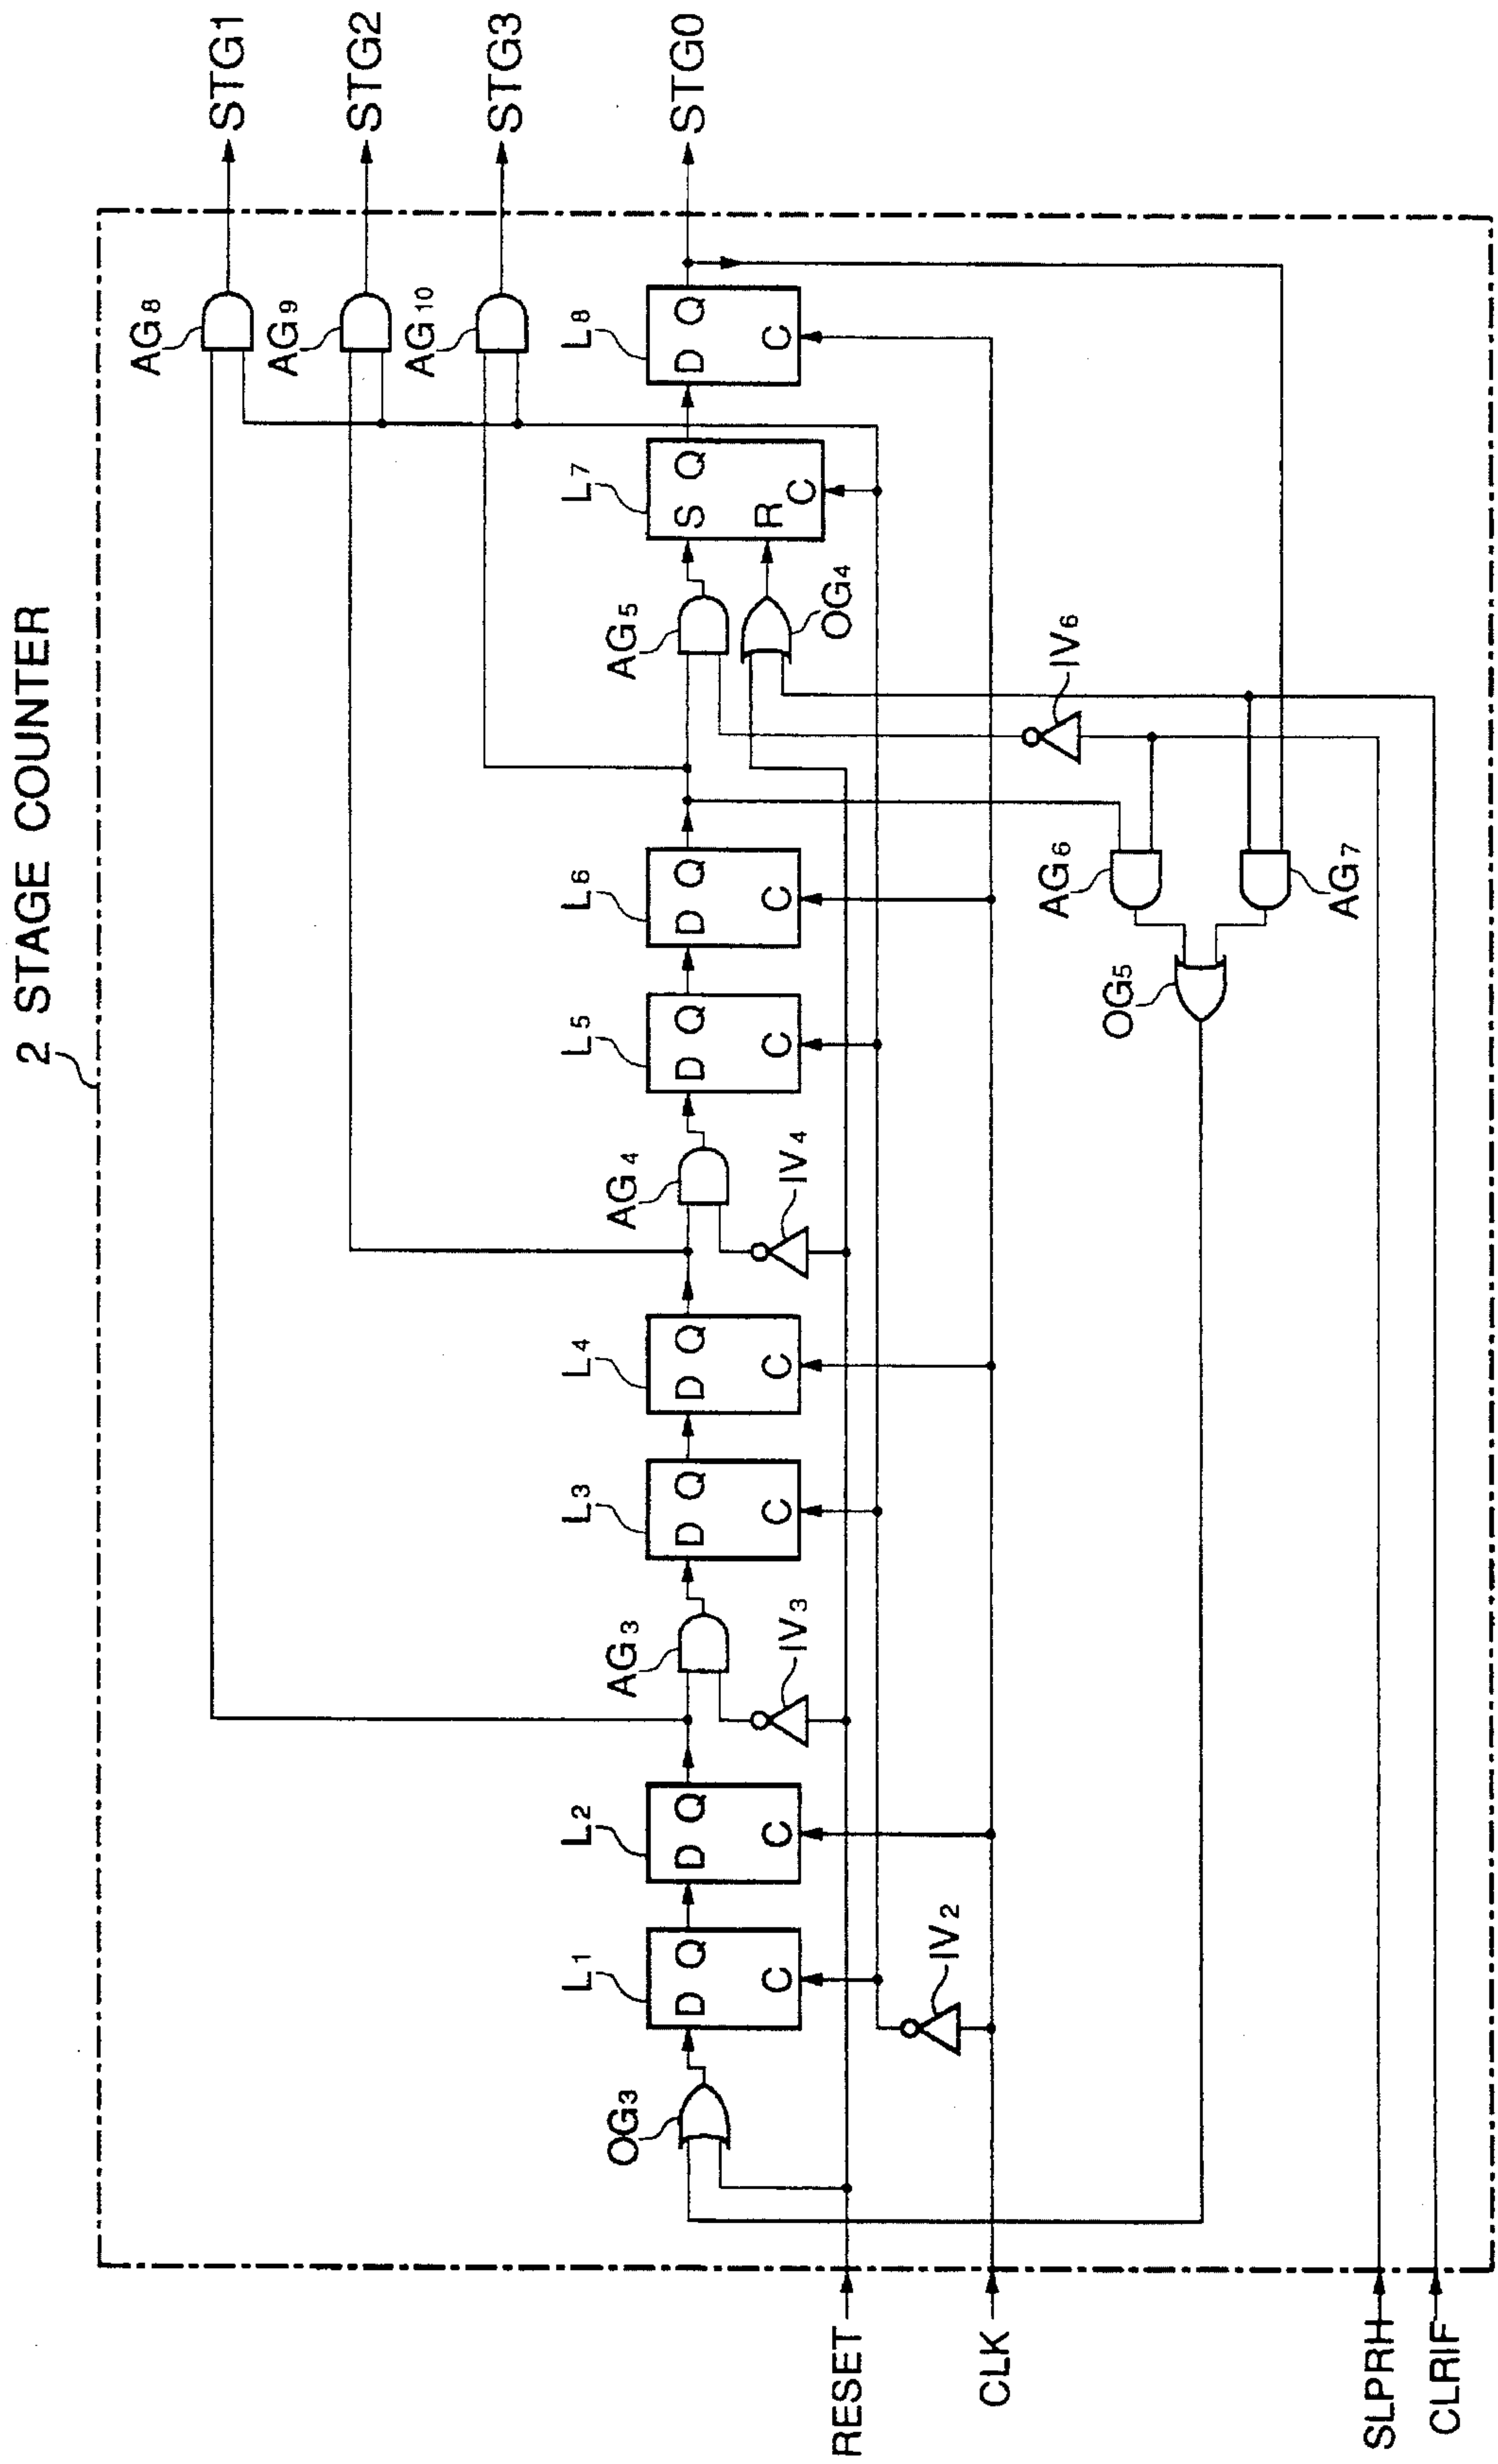 2 STAGE COUNTER
STG1
STG2
STG3
STG0
AG8
AG9
AG10
L8
D Q
C
L7
S Q
R
C
AG5
OG4
IV6
L6
D Q
C
AG6
AG7
OG5
L5
D Q
C
AG4
IV4
L4
D Q
C
L3
D Q
C
AG3
IV3
L2
D Q
C
L1
D Q
C
IV2
OG3
RESET
CLK
SLPRH
CLRIF